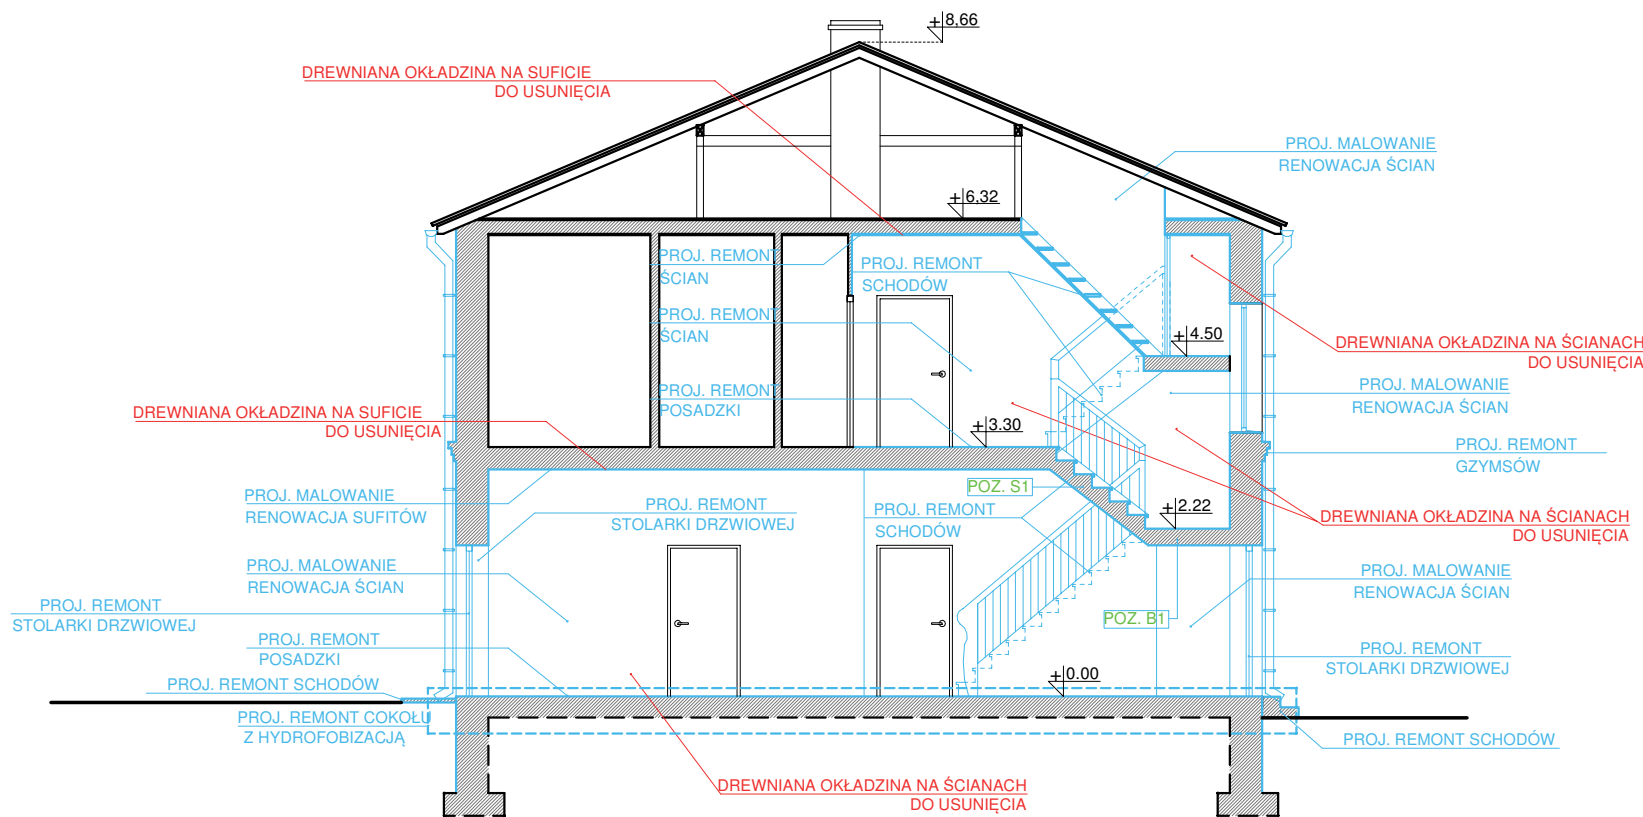 +8,66
DREWNIANA OKŁADZINA NA SUFICIE
DO USUNIĘCIA
PROJ. MALOWANIE
RENOWACJA ŚCIAN
+6,32
PROJ. REMONT
ŚCIAN
PROJ. REMONT
SCHODÓW
PROJ. REMONT
ŚCIAN
+4.50
DREWNIANA OKŁADZINA NA ŚCIANACH
DO USUNIĘCIA
PROJ. REMONT
POSADZKI
PROJ. MALOWANIE
RENOWACJA ŚCIAN
DREWNIANA OKŁADZINA NA SUFICIE
DO USUNIĘCIA
+3.30
PROJ. REMONT
GZYMSÓW
POZ. S1
PROJ. MALOWANIE
RENOWACJA SUFITÓW
PROJ. REMONT
STOLARKI DRZWIOWEJ
PROJ. REMONT
SCHODÓW
+2.22
DREWNIANA OKŁADZINA NA ŚCIANACH
DO USUNIĘCIA
PROJ. MALOWANIE
RENOWACJA ŚCIAN
PROJ. MALOWANIE
RENOWACJA ŚCIAN
PROJ. REMONT
STOLARKI DRZWIOWEJ
POZ. B1
PROJ. REMONT
POSADZKI
PROJ. REMONT
STOLARKI DRZWIOWEJ
+0.00
PROJ. REMONT SCHODÓW
PROJ. REMONT COKOŁU
Z HYDROFOBIZACJĄ
PROJ. REMONT SCHODÓW
DREWNIANA OKŁADZINA NA ŚCIANACH
DO USUNIĘCIA